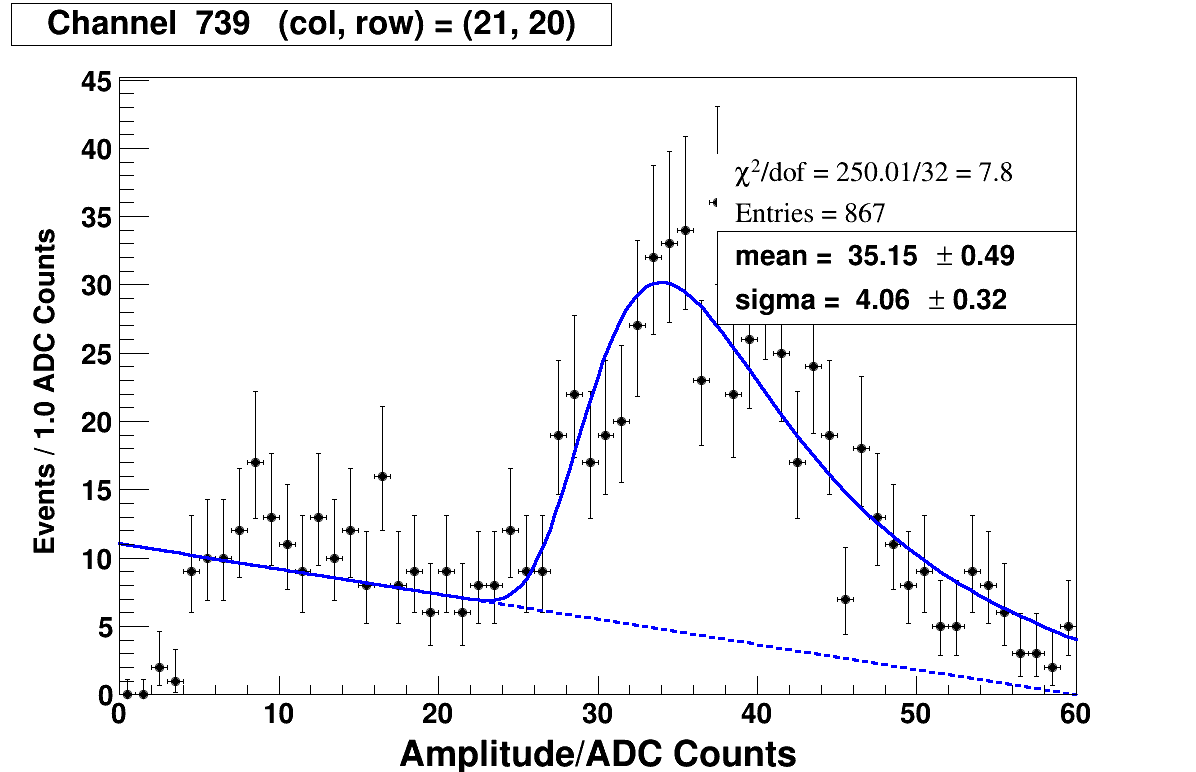 Channel 739 (col, row) = (21, 20)
45
40
35
30
25
20
15
10
5
0
Events / 1.0 ADC Counts
χ²/dof = 250.01/32 = 7.8
Entries = 867
mean = 35.15 ± 0.49
sigma = 4.06 ± 0.32
0 10 20 30 40 50 60
Amplitude/ADC Counts